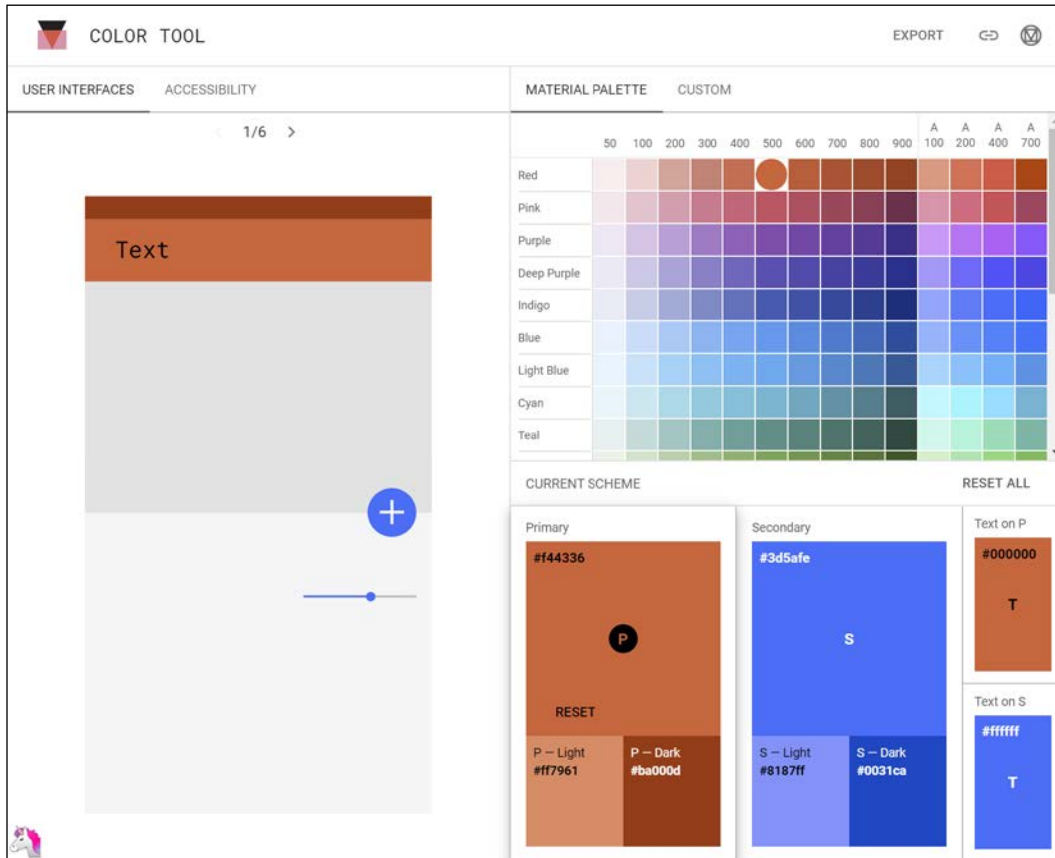 COLOR TOOL
EXPORT
USER INTERFACES ACCESSIBILITY
1/6
Text
MATERIAL PALETTE CUSTOM
50 100 200 300 400 500 600 700 800 900 A 100 A 200 A 400 A 700
Red
Pink
Purple
Deep Purple
Indigo
Blue
Light Blue
Cyan
Teal
CURRENT SCHEME RESET ALL
Primary
#f44336
P
RESET
P — Light
#ff7961
P — Dark
#ba000d
Secondary
#3d5afe
S
S — Light
#8187ff
S — Dark
#0031ca
Text on P
#000000
T
Text on S
#ffffff
T